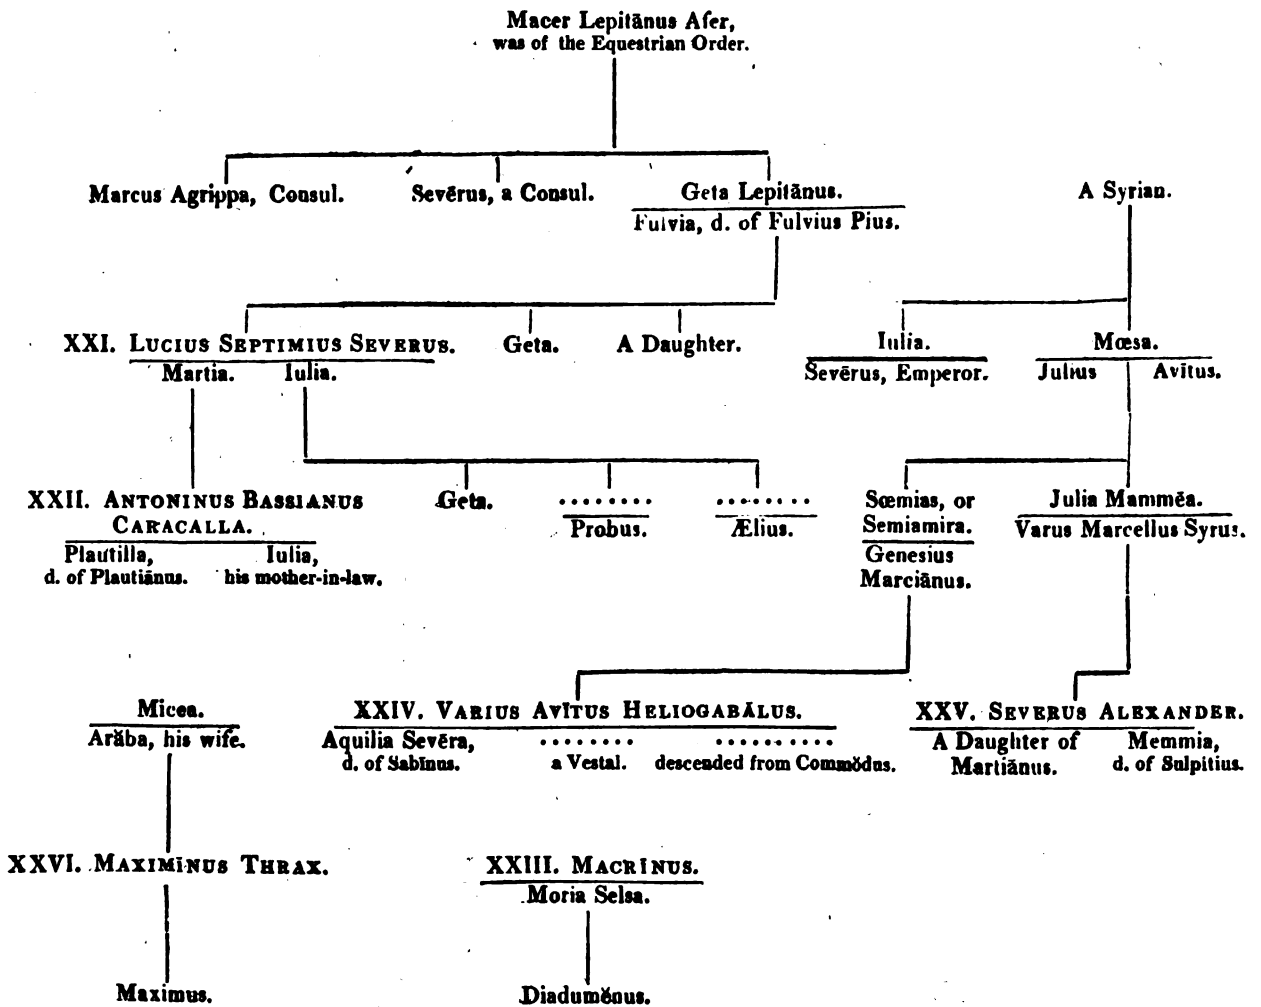 Macer Lepitānus Afer,
was of the Equestrian Order.
Marcus Agrippa, Consul. Sevērus, a Consul. Geta Lepitānus. A Syrian.
Fulvia, d. of Fulvius Pius.
XXI. LUCIUS SEPTIMIUS SEVERUS. Geta. A Daughter. Iulia. Mœsa.
Martia. Iulia. Sevērus, Emperor. Julius Avītus.
XXII. ANTONINUS BASSIANUS Geta. ........ ........ Sœmias, or Julia Mammĕa.
CARACALLA. Probus. Ælius. Semiamira. Varus Marcellus Syrus.
Plautilla, Iulia, Genesius
d. of Plautiānus. his mother-in-law. Marciānus.
Micea. XXIV. VARIUS AVĪTUS HELIOGABĀLUS. XXV. SEVERUS ALEXANDER.
Arăba, his wife. Aquilia Sevēra, ........ .......... A Daughter of Memmia,
d. of Sabīnus. a Vestal. descended from Commŏdus. Martiānus. d. of Sulpitius.
XXVI. MAXIMĪNUS THRAX. XXIII. MACRĪNUS.
Moria Selsa.
Maximus. Diadumĕnus.